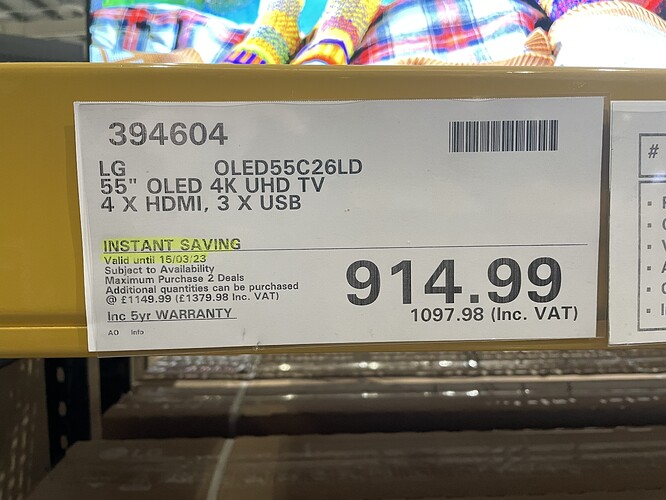 394604
LG OLED55C26LD
55" OLED 4K UHD TV
4 X HDMI, 3 X USB
INSTANT SAVING
Valid until 15/03/23
Subject to Availability
Maximum Purchase 2 Deals
Additional quantities can be purchased
@ £1149.99 (£1379.98 Inc. VAT)
Inc 5yr WARRANTY
AD Info
914.99
1097.98 (Inc. VAT)
#